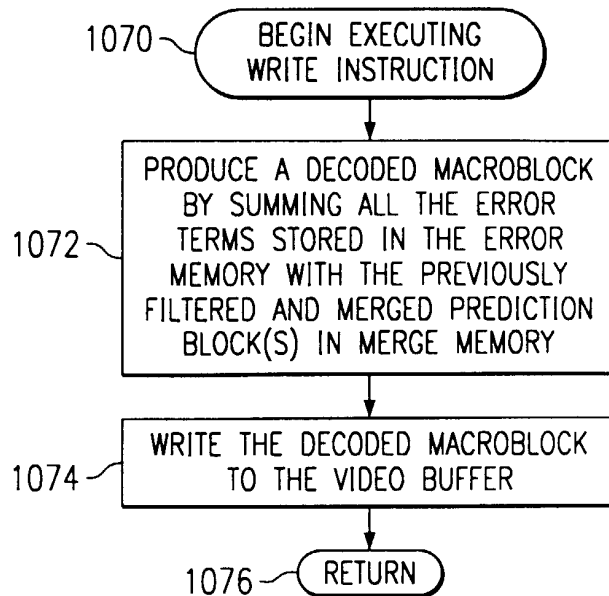 1070
BEGIN EXECUTING
WRITE INSTRUCTION
1072
PRODUCE A DECODED MACROBLOCK
BY SUMMING ALL THE ERROR
TERMS STORED IN THE ERROR
MEMORY WITH THE PREVIOUSLY
FILTERED AND MERGED PREDICTION
BLOCK(S) IN MERGE MEMORY
1074
WRITE THE DECODED MACROBLOCK
TO THE VIDEO BUFFER
1076
RETURN